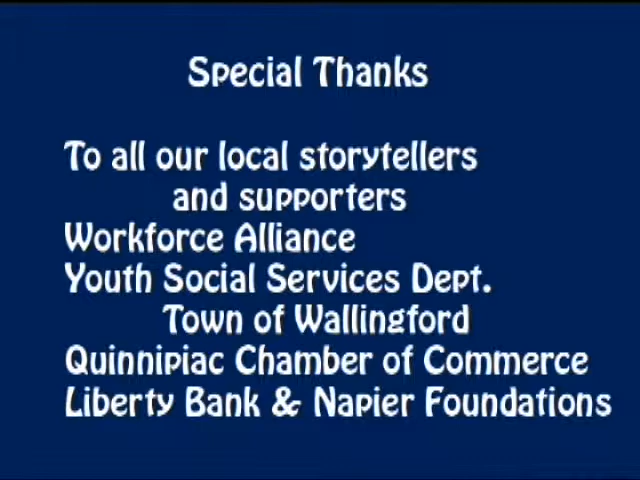 Special Thanks
To all our local storytellers
and supporters
Workforce Alliance
Youth Social Services Dept.
Town of Wallingford
Quinnipiac Chamber of Commerce
Liberty Bank & Napier Foundations